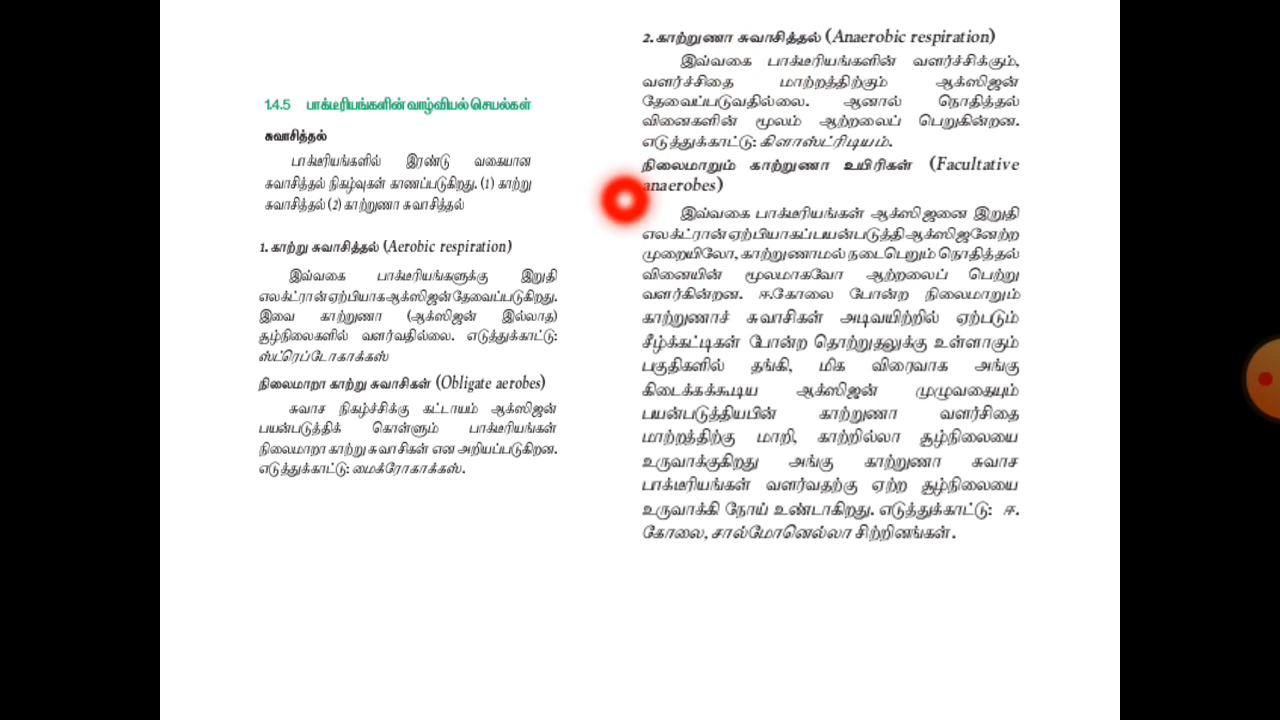 1.4.5 பாக்டீரியங்களின் வாழ்வியல் செயல்கள்
சுவாசித்தல்
பாக்டீரியங்களில் இரண்டு வகையான
சுவாசித்தல் நிகழ்வுகள் காணப்படுகிறது. (1) காற்று
சுவாசித்தல் (2) காற்றுணா சுவாசித்தல்
1. காற்று சுவாசித்தல் (Aerobic respiration)
இவ்வகை பாக்டீரியங்களுக்கு இறுதி
எலக்ட்ரான் ஏற்பியாக ஆக்ஸிஜன் தேவைப்படுகிறது.
இவை காற்றுணா (ஆக்ஸிஜன் இல்லாத)
சூழ்நிலைகளில் வளர்வதில்லை. எடுத்துக்காட்டு:
ஸ்ட்ரெப்டோகாக்கஸ்
நிலைமாறா காற்று சுவாசிகள் (Obligate aerobes)
சுவாச நிகழ்ச்சிக்கு கட்டாயம் ஆக்ஸிஜன்
பயன்படுத்திக் கொள்ளும் பாக்டீரியங்கள்
நிலைமாறா காற்று சுவாசிகள் என அறியப்படுகின்றன.
எடுத்துக்காட்டு: மைக்ரோகாக்கஸ்.
2. காற்றுணா சுவாசித்தல் (Anaerobic respiration)
இவ்வகை பாக்டீரியங்களின் வளர்ச்சிக்கும்,
வளர்ச்சிதை மாற்றத்திற்கும் ஆக்ஸிஜன்
தேவைப்படுவதில்லை. ஆனால் நொதித்தல்
வினைகளின் மூலம் ஆற்றலைப் பெறுகின்றன.
எடுத்துக்காட்டு: கிளாஸ்ட்ரிடியம்.
நிலைமாறும் காற்றுணா உயிரிகள் (Facultative
anaerobes)
இவ்வகை பாக்டீரியங்கள் ஆக்ஸிஜனை இறுதி
எலக்ட்ரான் ஏற்பியாகப் பயன்படுத்தி ஆக்ஸிஜனேற்ற
முறையிலோ, காற்றுணாமல் நடைபெறும் நொதித்தல்
வினையின் மூலமாகவோ ஆற்றலைப் பெற்று
வளர்கின்றன. ஈ.கோலை போன்ற நிலைமாறும்
காற்றுணாச் சுவாசிகள் அடிவயிற்றில் ஏற்படும்
சீழ்க்கட்டிகள் போன்ற தொற்றுதலுக்கு உள்ளாகும்
பகுதிகளில் தங்கி, மிக விரைவாக அங்கு
கிடைக்கக்கூடிய ஆக்ஸிஜன் முழுவதையும்
பயன்படுத்தியபின் காற்றுணா வளர்சிதை
மாற்றத்திற்கு மாறி, காற்றில்லா சூழ்நிலையை
உருவாக்குகிறது அங்கு காற்றுணா சுவாச
பாக்டீரியங்கள் வளர்வதற்கு ஏற்ற சூழ்நிலையை
உருவாக்கி நோய் உண்டாகிறது. எடுத்துக்காட்டு: ஈ.
கோலை, சால்மோனெல்லா சிற்றினங்கள்.